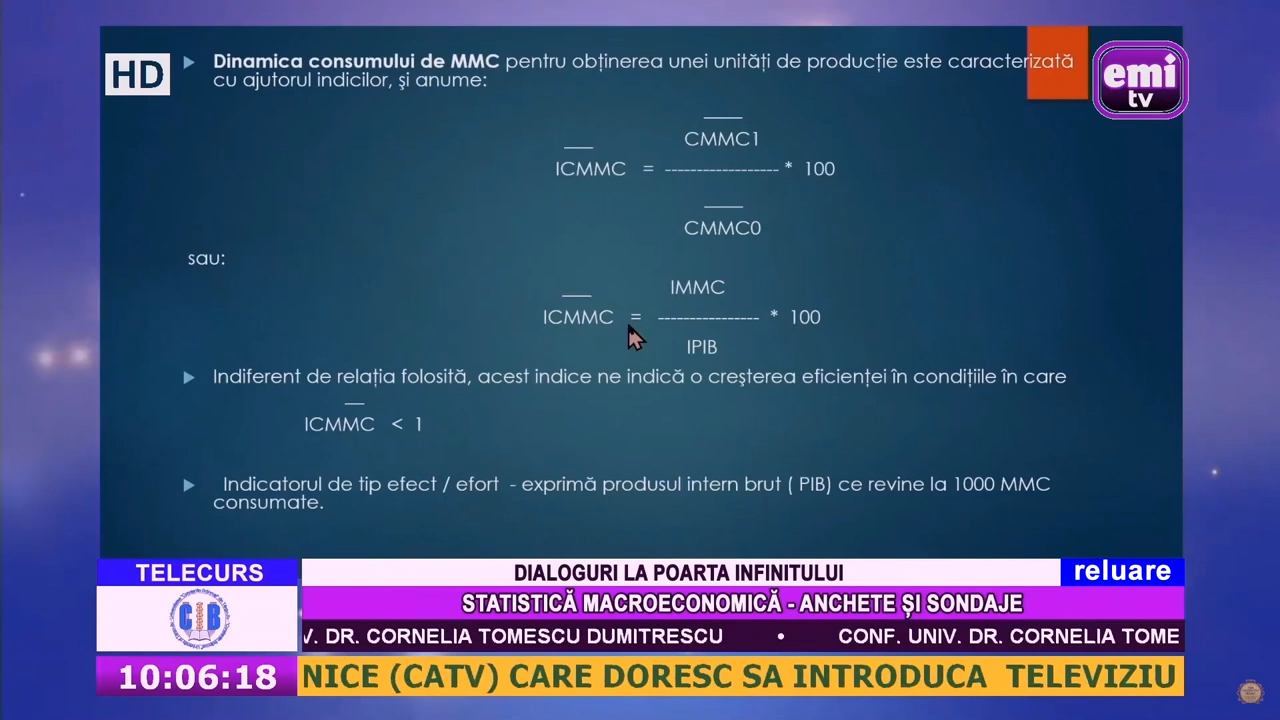 HD
Dinamica consumului de MMC pentru obținerea unei unități de producție este caracterizată
cu ajutorul indicilor, și anume:
emi
tv
CMMC1
ICMMC = ------------------ * 100
CMMC0
sau:
IMMC
ICMMC = ---------------- * 100
IPIB
Indiferent de relația folosită, acest indice ne indică o creșterea eficienței în condițiile în care
ICMMC < 1
Indicatorul de tip efect / efort - exprimă produsul intern brut ( PIB) ce revine la 1000 MMC
consumate.
TELECURS
DIALOGURI LA POARTA INFINITULUI
reluare
CIB
STATISTICĂ MACROECONOMICĂ - ANCHETE ȘI SONDAJE
V. DR. CORNELIA TOMESCU DUMITRESCU • CONF. UNIV. DR. CORNELIA TOME
10:06:18
NICE (CATV) CARE DORESC SA INTRODUCA TELEVIZIU